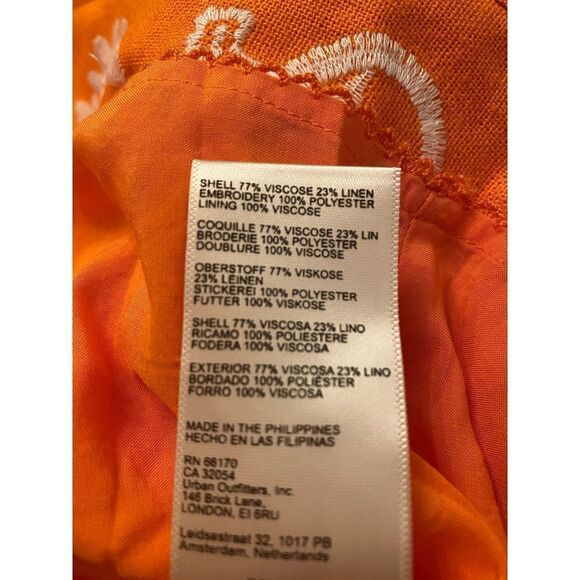 SHELL 77% VISCOSE 23% LINEN
EMBROIDERY 100% POLYESTER
LINING 100% VISCOSE
COQUILLE 77% VISCOSE 23% LIN
BRODERIE 100% POLYESTER
DOUBLURE 100% VISCOSE
OBERSTOFF 77% VISKOSE
23% LEINEN
STICKEREI 100% POLYESTER
FUTTER 100% VISKOSE
SHELL 77% VISCOSA 23% LINO
RICAMO 100% POLIESTERE
FODERA 100% VISCOSA
EXTERIOR 77% VISCOSA 23% LINO
BORDADO 100% POLIÉSTER
FORRO 100% VISCOSA
MADE IN THE PHILIPPINES
HECHO EN LAS FILIPINAS
RN 66170
CA 32054
Urban Outfitters, Inc.
146 Brick Lane,
LONDON, EI 6RU
Leidsestraat 32, 1017 PB
Amsterdam, Netherlands